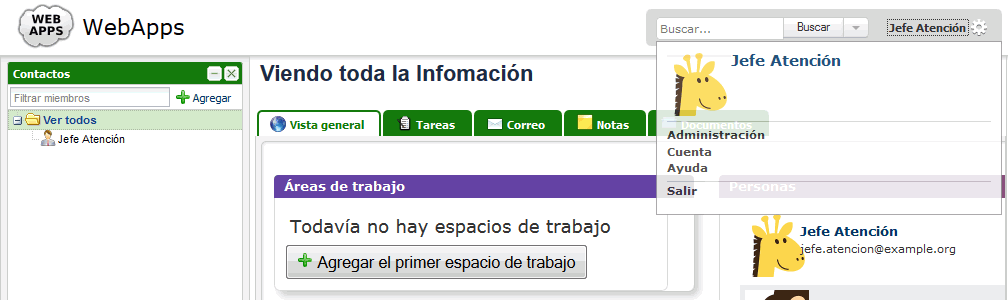 WEB
APPS
WebApps
Buscar...
Buscar
Jefe Atención
Contactos
Filtrar miembros
Agregar
Ver todos
Jefe Atención
Viendo toda la Infomación
Vista general
Tareas
Correo
Notas
Documentos
Jefe Atención
Administración
Cuenta
Ayuda
Salir
Áreas de trabajo
Todavía no hay espacios de trabajo
Agregar el primer espacio de trabajo
Personas
Jefe Atención
jefe.atencion@example.org